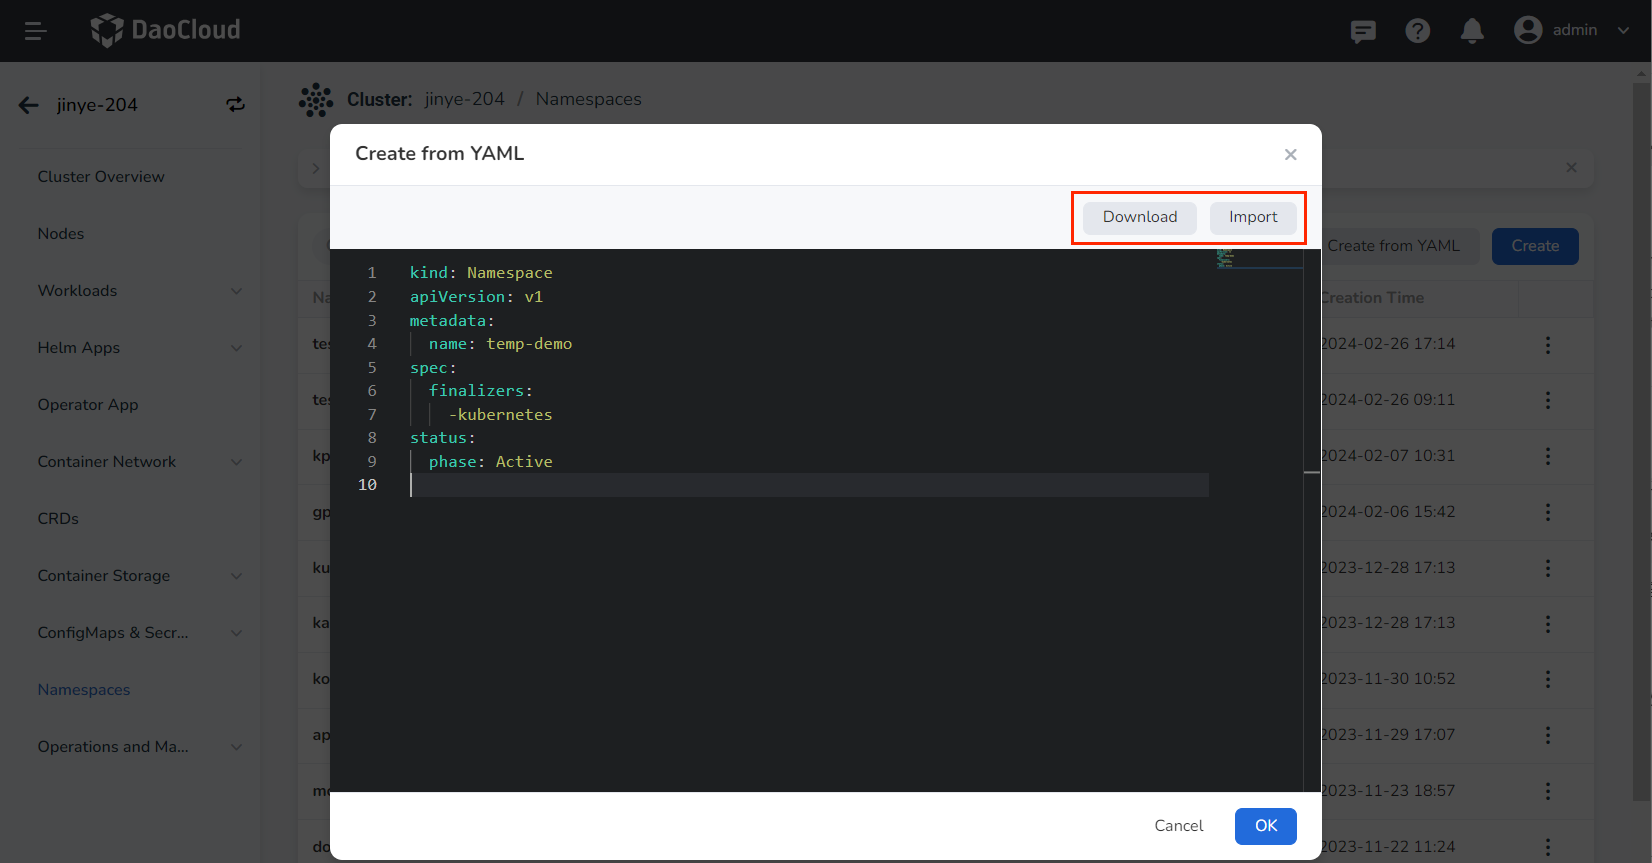 DaoCloud
admin
jinye-204
Cluster: jinye-204 / Namespaces
Cluster Overview
Nodes
Workloads
Helm Apps
Operator App
Container Network
CRDs
Container Storage
ConfigMaps & Secr...
Namespaces
Operations and Ma...
Create from YAML
Download Import
1 kind: Namespace
2 apiVersion: v1
3 metadata:
4 name: temp-demo
5 spec:
6 finalizers:
7 -kubernetes
8 status:
9 phase: Active
10
Cancel OK
Create from YAML Create
Creation Time
2024-02-26 17:14
2024-02-26 09:11
kp 2024-02-07 10:31
gp 2024-02-06 15:42
ku 2023-12-28 17:13
ka 2023-12-28 17:13
ko 2023-11-30 10:52
ap 2023-11-29 17:07
2023-11-23 18:57
2023-11-22 11:24